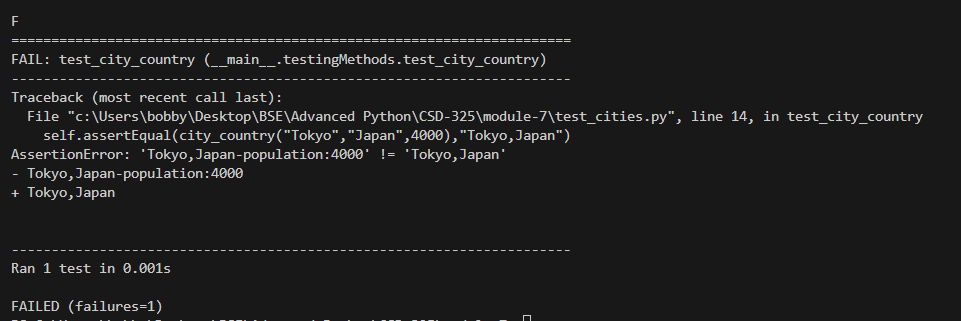 F
======================================================================
FAIL: test_city_country (__main__.testingMethods.test_city_country)
----------------------------------------------------------------------
Traceback (most recent call last):
  File "c:\Users\bobby\Desktop\BSE\Advanced Python\CSD-325\module-7\test_cities.py", line 14, in test_city_country
    self.assertEqual(city_country("Tokyo","Japan",4000),"Tokyo,Japan")
AssertionError: 'Tokyo,Japan-population:4000' != 'Tokyo,Japan'
- Tokyo,Japan-population:4000
+ Tokyo,Japan
----------------------------------------------------------------------
Ran 1 test in 0.001s
FAILED (failures=1)